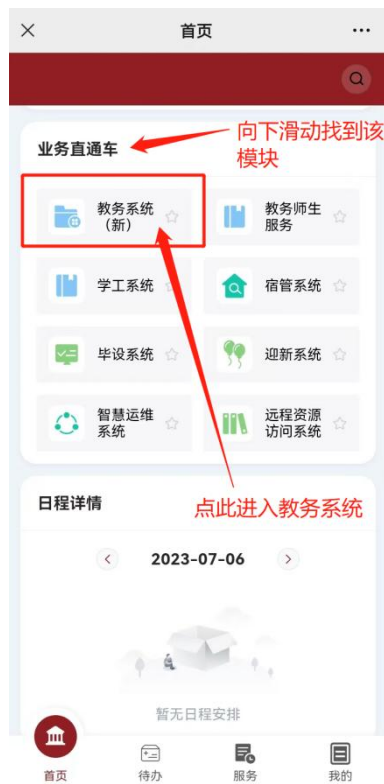 首页
向下滑动找到该
模块
业务直通车
教务系统
（新）
教务师生
服务
学工系统
宿管系统
毕设系统
迎新系统
智慧运维
系统
远程资源
访问系统
日程详情
点此进入教务系统
2023-07-06
暂无日程安排
首页
待办
服务
我的